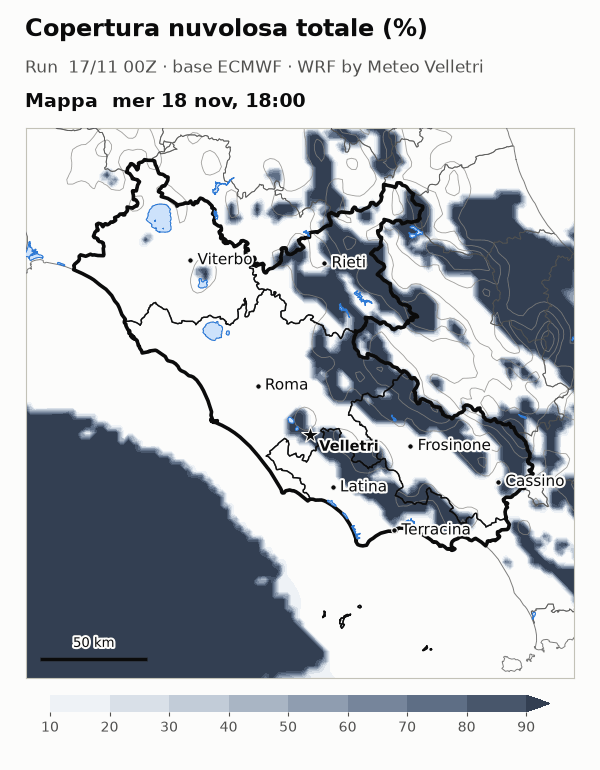 Copertura nuvolosa totale (%)
Run  17/11 00Z · base ECMWF · WRF by Meteo Velletri
Mappa  mer 18 nov, 18:00
Viterbo
Rieti
Roma
Velletri
Frosinone
Latina
Cassino
Terracina
50 km
10 20 30 40 50 60 70 80 90